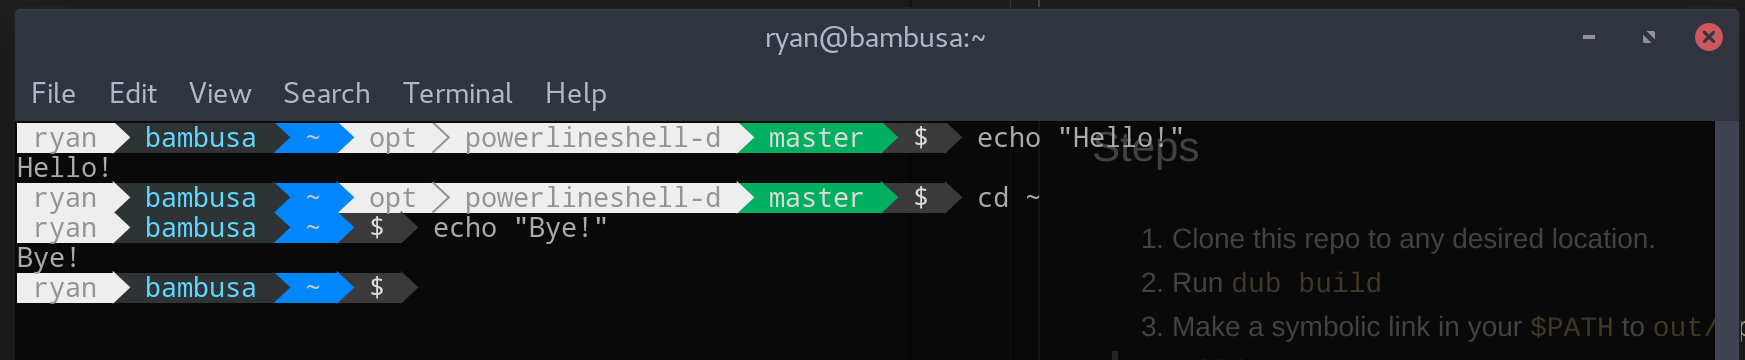 ryan@bambusa:~
File Edit View Search Terminal Help
ryan bambusa ~ opt powerlineshell-d master $ echo "Hello!"
Hello!
ryan bambusa ~ opt powerlineshell-d master $ cd ~
ryan bambusa ~ $ echo "Bye!"
Bye!
ryan bambusa ~ $
Steps
1. Clone this repo to any desired location.
2. Run dub build
3. Make a symbolic link in your $PATH to out/